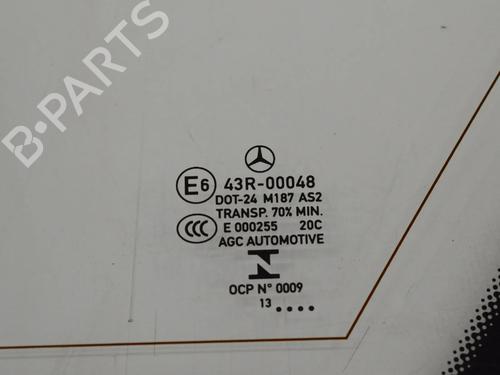 B-PARTS
E6 43R-00048
DOT-24 M187 AS2
TRANSP. 70% MIN.
CCC E 000255 20C
AGC AUTOMOTIVE
N
OCP N° 0009
13 ....